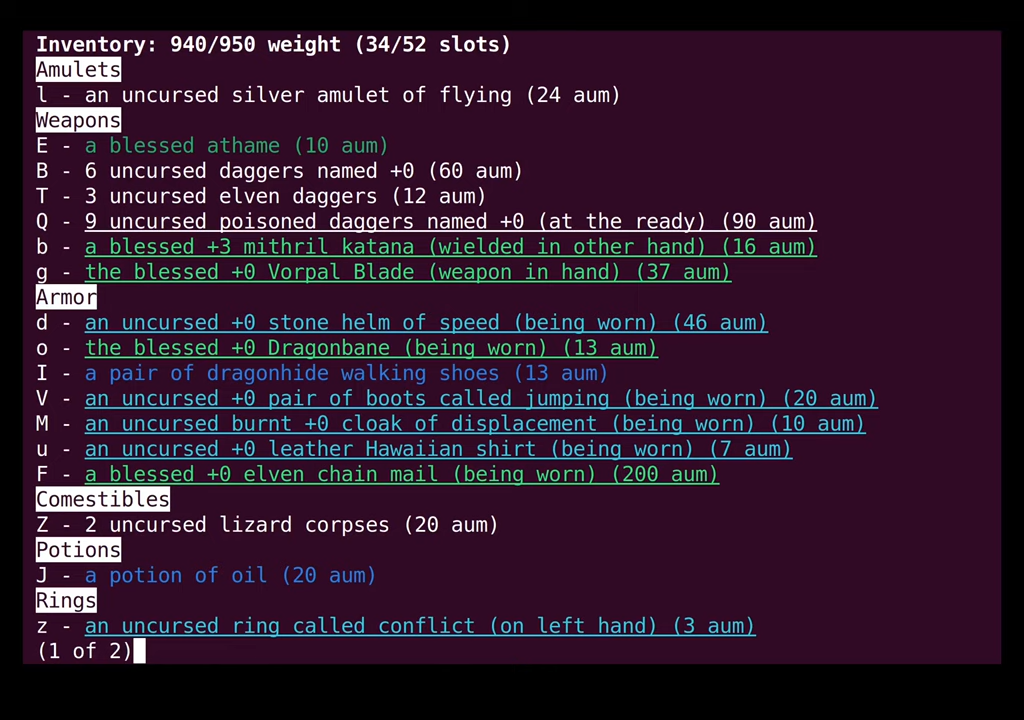 Inventory: 940/950 weight (34/52 slots)
Amulets
l - an uncursed silver amulet of flying (24 aum)
Weapons
E - a blessed athame (10 aum)
B - 6 uncursed daggers named +0 (60 aum)
T - 3 uncursed elven daggers (12 aum)
Q - 9 uncursed poisoned daggers named +0 (at the ready) (90 aum)
b - a blessed +3 mithril katana (wielded in other hand) (16 aum)
g - the blessed +0 Vorpal Blade (weapon in hand) (37 aum)
Armor
d - an uncursed +0 stone helm of speed (being worn) (46 aum)
o - the blessed +0 Dragonbane (being worn) (13 aum)
I - a pair of dragonhide walking shoes (13 aum)
V - an uncursed +0 pair of boots called jumping (being worn) (20 aum)
M - an uncursed burnt +0 cloak of displacement (being worn) (10 aum)
u - an uncursed +0 leather Hawaiian shirt (being worn) (7 aum)
F - a blessed +0 elven chain mail (being worn) (200 aum)
Comestibles
Z - 2 uncursed lizard corpses (20 aum)
Potions
J - a potion of oil (20 aum)
Rings
z - an uncursed ring called conflict (on left hand) (3 aum)
(1 of 2)